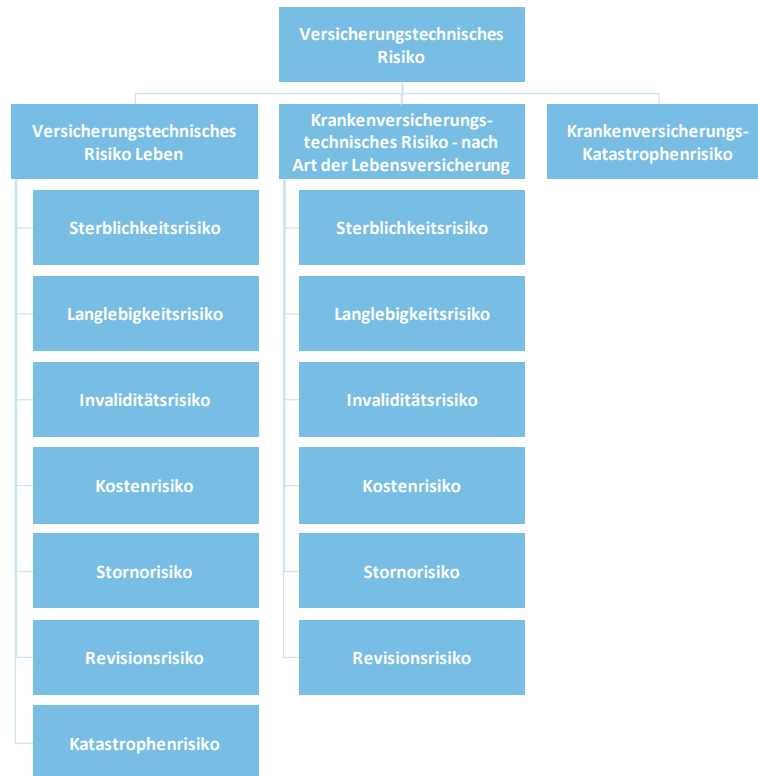 Versicherungstechnisches
Risiko
Versicherungstechnisches
Risiko Leben
Sterblichkeitsrisiko
Langlebigkeitsrisiko
Invaliditätsrisiko
Kostenrisiko
Stornorisiko
Revisionsrisiko
Katastrophenrisiko
Krankenversicherungs-
technisches Risiko - nach
Art der Lebensversicherung
Sterblichkeitsrisiko
Langlebigkeitsrisiko
Invaliditätsrisiko
Kostenrisiko
Stornorisiko
Revisionsrisiko
Krankenversicherungs-
Katastrophenrisiko